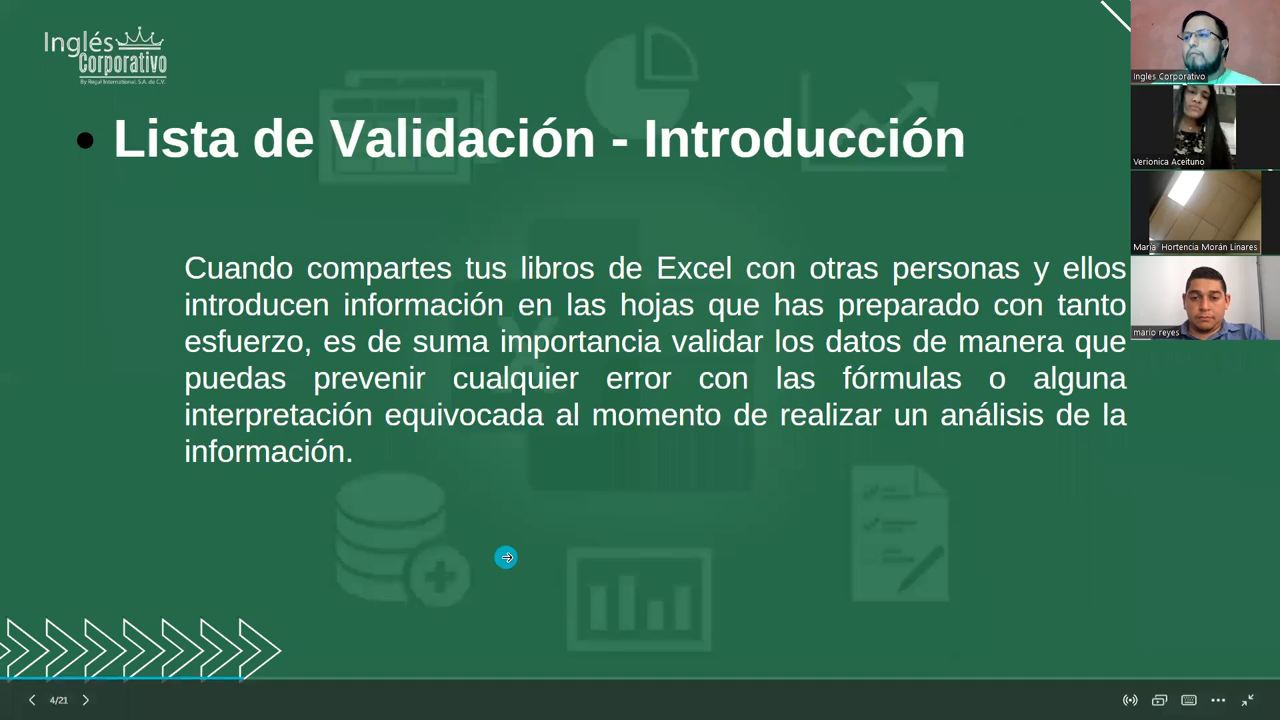 Inglés
Corporativo
By Regal International, S.A. de C.V.
• Lista de Validación - Introducción
Cuando compartes tus libros de Excel con otras personas y ellos
introducen información en las hojas que has preparado con tanto
esfuerzo, es de suma importancia validar los datos de manera que
puedas prevenir cualquier error con las fórmulas o alguna
interpretación equivocada al momento de realizar un análisis de la
información.
Ingles Corporativo
Verionica Aceituno
Maria Hortencia Morán Linares
mario reyes
4/21